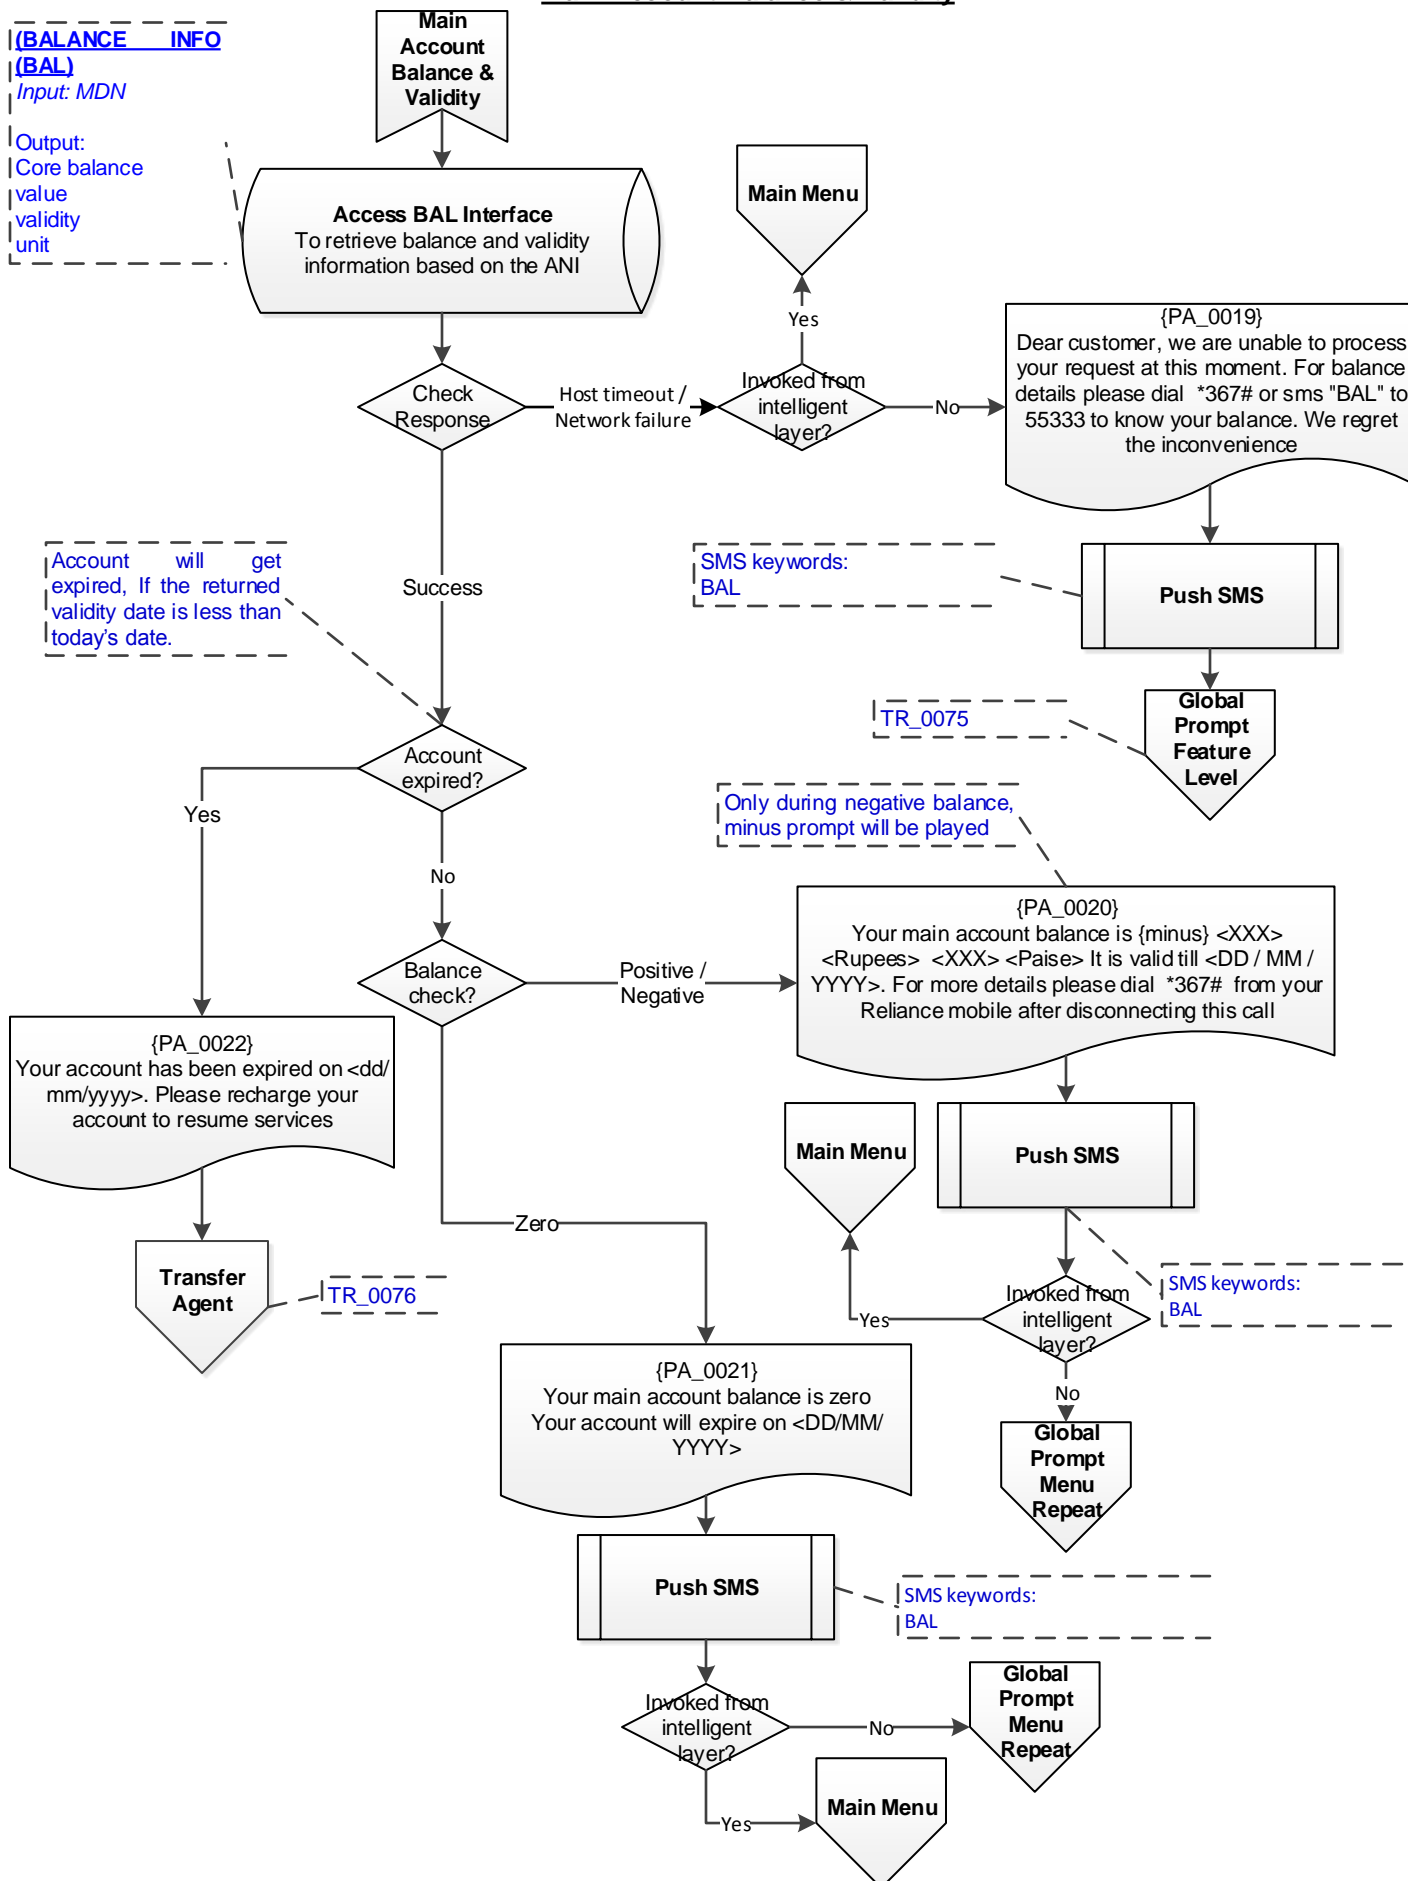 (BALANCE INFO
(BAL)
Input: MDN
Output:
Core balance
value
validity
unit
Main
Account
Balance &
Validity
Access BAL Interface
To retrieve balance and validity
information based on the ANI
Main Menu
Yes
Check
Response
Host timeout /
Network failure
Invoked from
intelligent
layer?
No
{PA_0019}
Dear customer, we are unable to process
your request at this moment. For balance
details please dial *367# or sms "BAL" to
55333 to know your balance. We regret
the inconvenience
Account will get
expired, If the returned
validity date is less than
today's date.
Success
SMS keywords:
BAL
Push SMS
TR_0075
Global
Prompt
Feature
Level
Account
expired?
Yes
No
Only during negative balance,
minus prompt will be played
Balance
check?
Positive /
Negative
{PA_0020}
Your main account balance is {minus} <XXX>
<Rupees> <XXX> <Paise> It is valid till <DD / MM /
YYYY>. For more details please dial *367# from your
Reliance mobile after disconnecting this call
{PA_0022}
Your account has been expired on <dd/
mm/yyyy>. Please recharge your
account to resume services
Main Menu
Push SMS
Zero
Transfer
Agent
TR_0076
Yes
Invoked from
intelligent
layer?
SMS keywords:
BAL
No
{PA_0021}
Your main account balance is zero
Your account will expire on <DD/MM/
YYYY>
Global
Prompt
Menu
Repeat
Push SMS
SMS keywords:
BAL
Invoked from
intelligent
layer?
No
Global
Prompt
Menu
Repeat
Yes
Main Menu